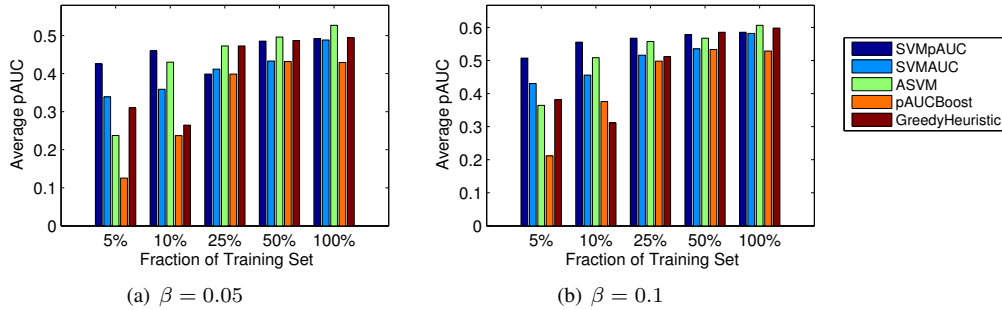 Average pAUC
0.5
0.4
0.3
0.2
0.1
0
5% 10% 25% 50% 100%
Fraction of Training Set
(a) β = 0.05
Average pAUC
0.6
0.5
0.4
0.3
0.2
0.1
0
5% 10% 25% 50% 100%
Fraction of Training Set
(b) β = 0.1
SVMpAUC
SVMAUC
ASVM
pAUCBoost
GreedyHeuristic